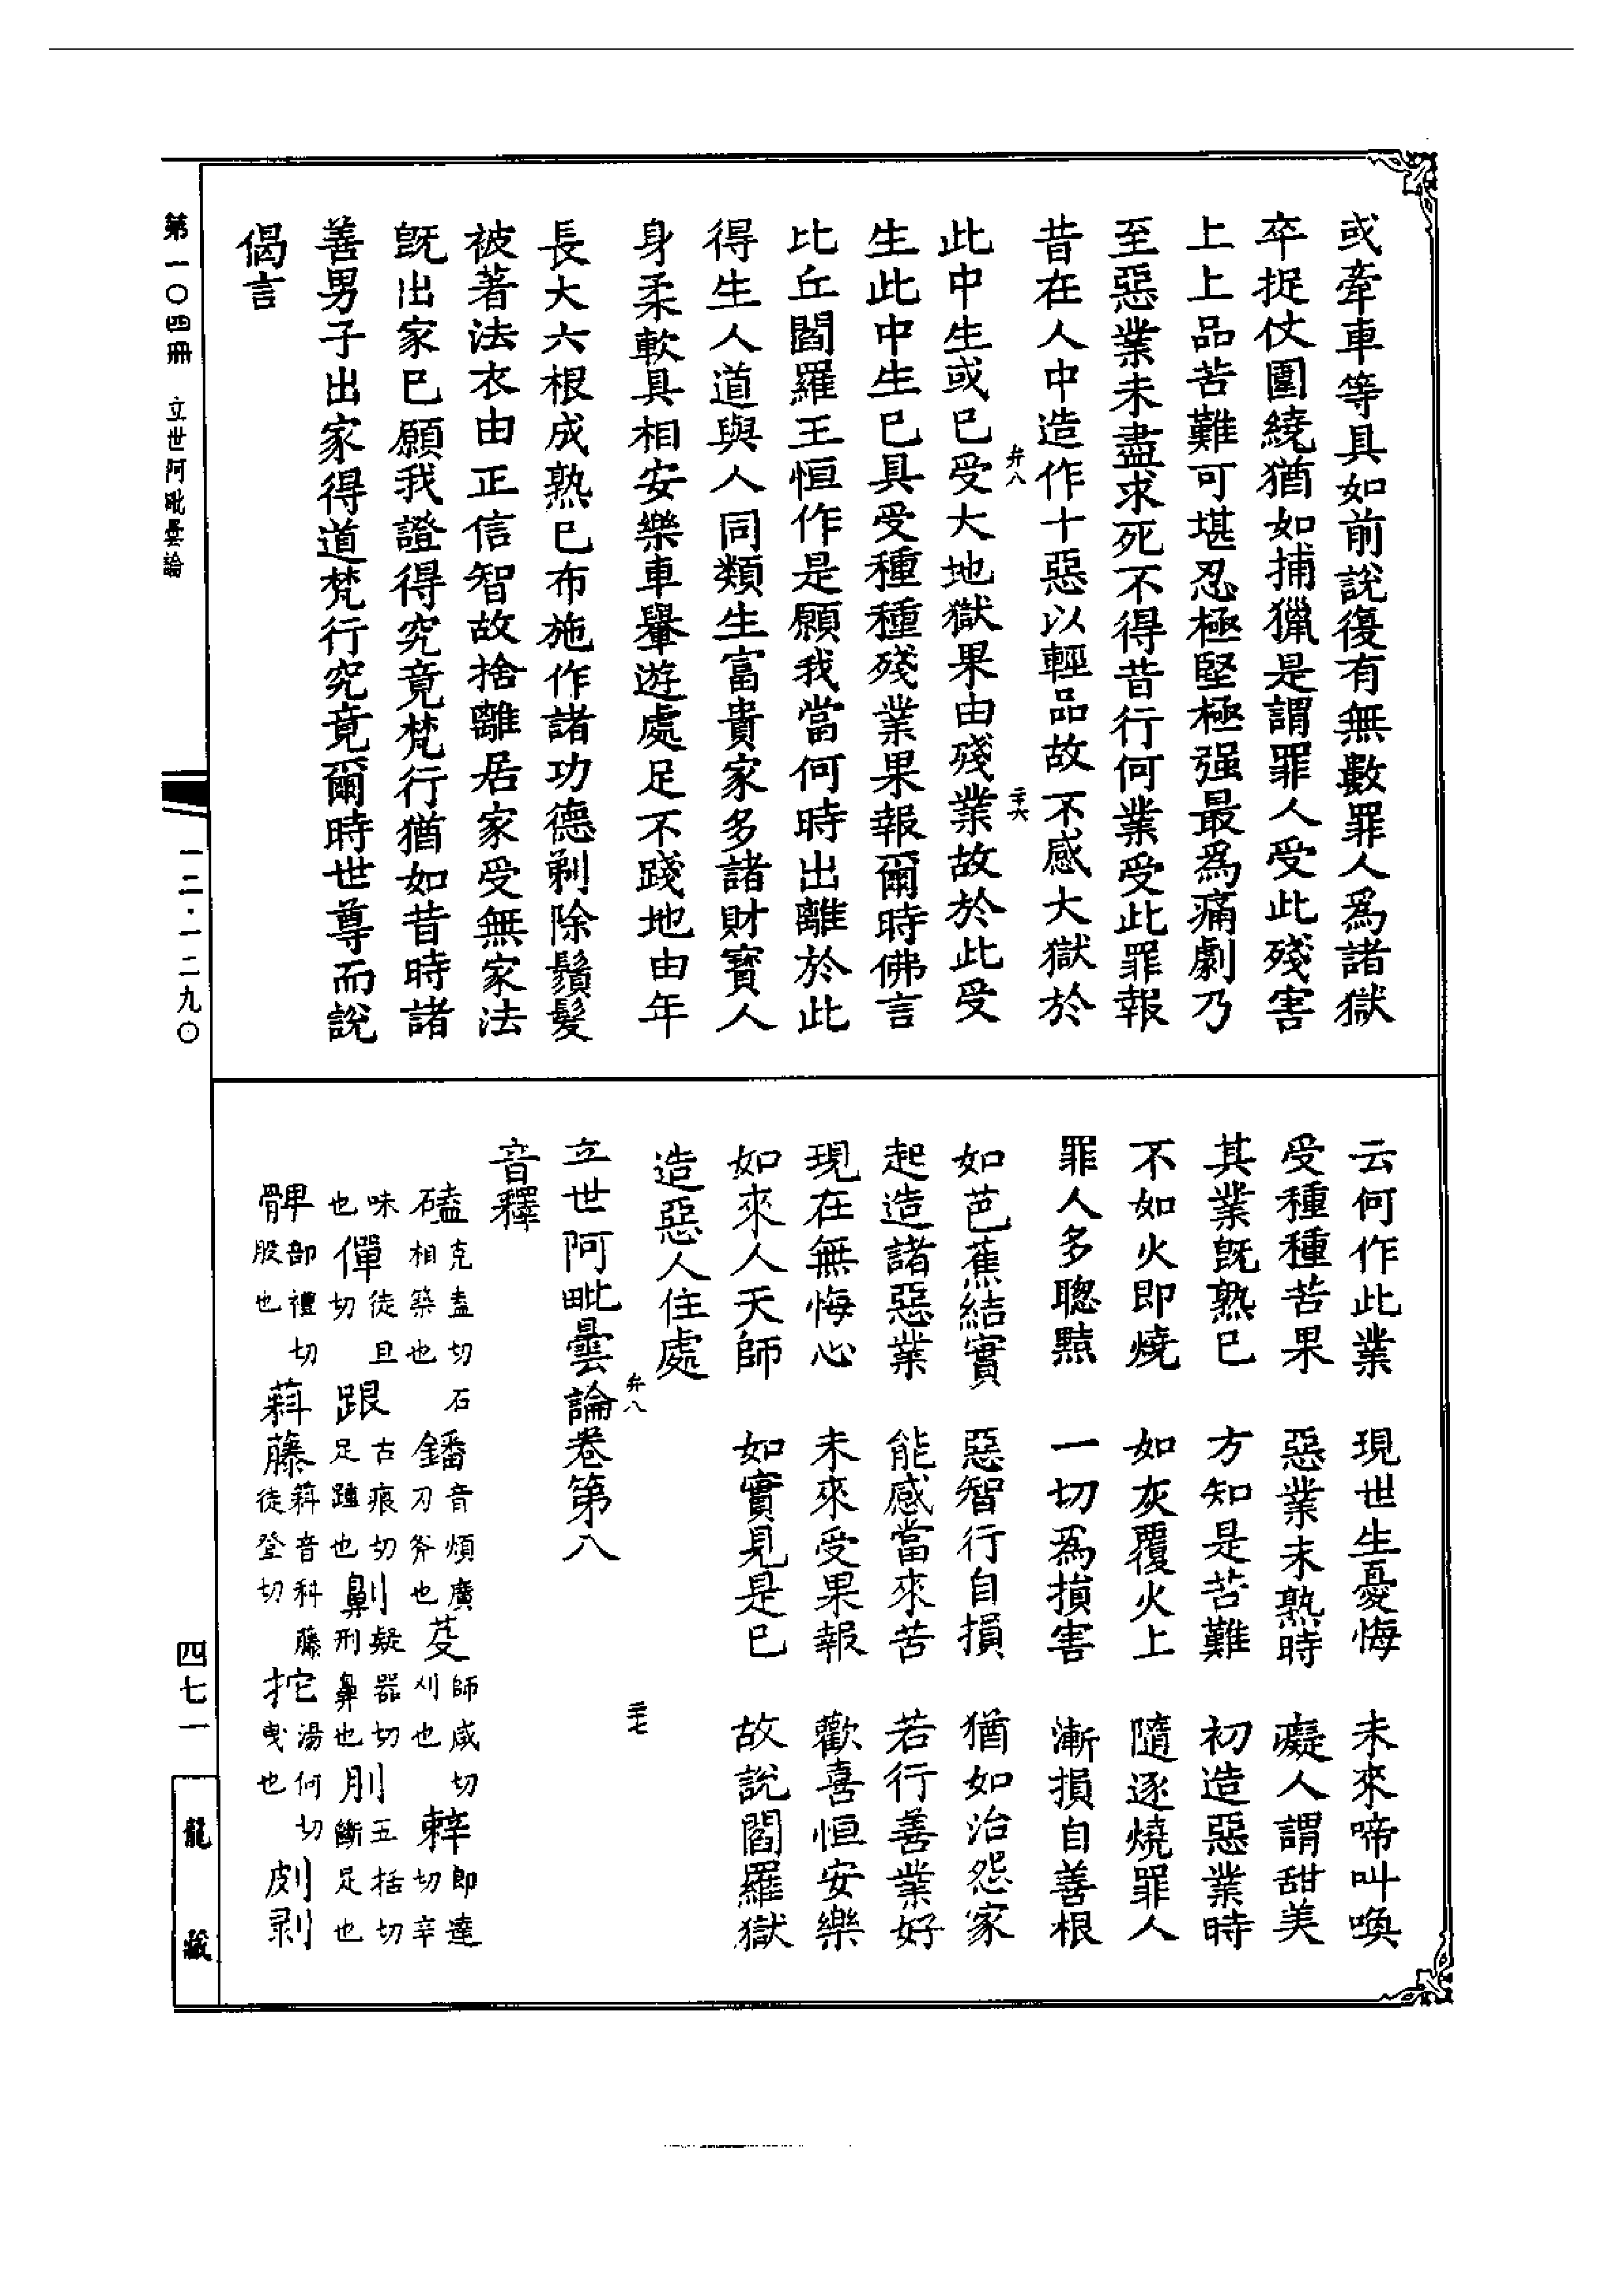 或牽車等具如前說復有無數罪人爲諸獄
卒捉仗圍繞猶如捕獵是謂罪人受此殘害
上上品苦難可堪忍極堅極强最爲痛劇乃
至惡業未盡求死不得昔行何業受此罪報
昔在人中造作十惡以輕品故不感大獄於
弁八
二十六
此中生或已受大地獄果由殘業故於此受
生此中生已具受種種殘業果報爾時佛言
比丘閻羅王恒作是願我當何時出離於此
得生人道與人同類生富貴家多諸財寶人
身柔軟具相安樂車轝遊處足不踐地由年
長大六根成熟已布施作諸功德剃除鬚髮
被著法衣由正信智故捨離居家受無家法
旣出家已願我證得究竟梵行猶如昔時諸
善男子出家得道梵行究竟爾時世尊而說
偈言
云何作此業 現世生憂悔 未來啼叫喚
受種種苦果 惡業未熟時 癡人謂甜美
其業旣熟已 方知是苦難 初造惡業時
不如火即燒 如灰覆火上 隨逐燒罪人
罪人多聰黠 一切爲損害 漸損自善根
如芭蕉結實 惡智行自損 猶如治怨家
起造諸惡業 能感當來苦 若行善業好
現在無悔心 未來受果報 歡喜恒安樂
如來人天師 如實見是已 故說閻羅獄
造惡人住處
弁八
二十七
立世阿毗曇論卷第八
音釋
磕 克盍切石相築也 鐇 音煩廣刃斧也 芟 師咸切刈也 𨐌 即達切辛
味也 僤 徒旦切 跟 古痕切足踵也 劓 疑器切刑鼻也 刖 五括切斷足也
髀 部禮切股也 萪藤 萪音科藤徒登切 拕 湯何切曳也 㓟剥
第一〇四冊 立世阿毗曇論
一二·一二九〇
四七一
龍藏